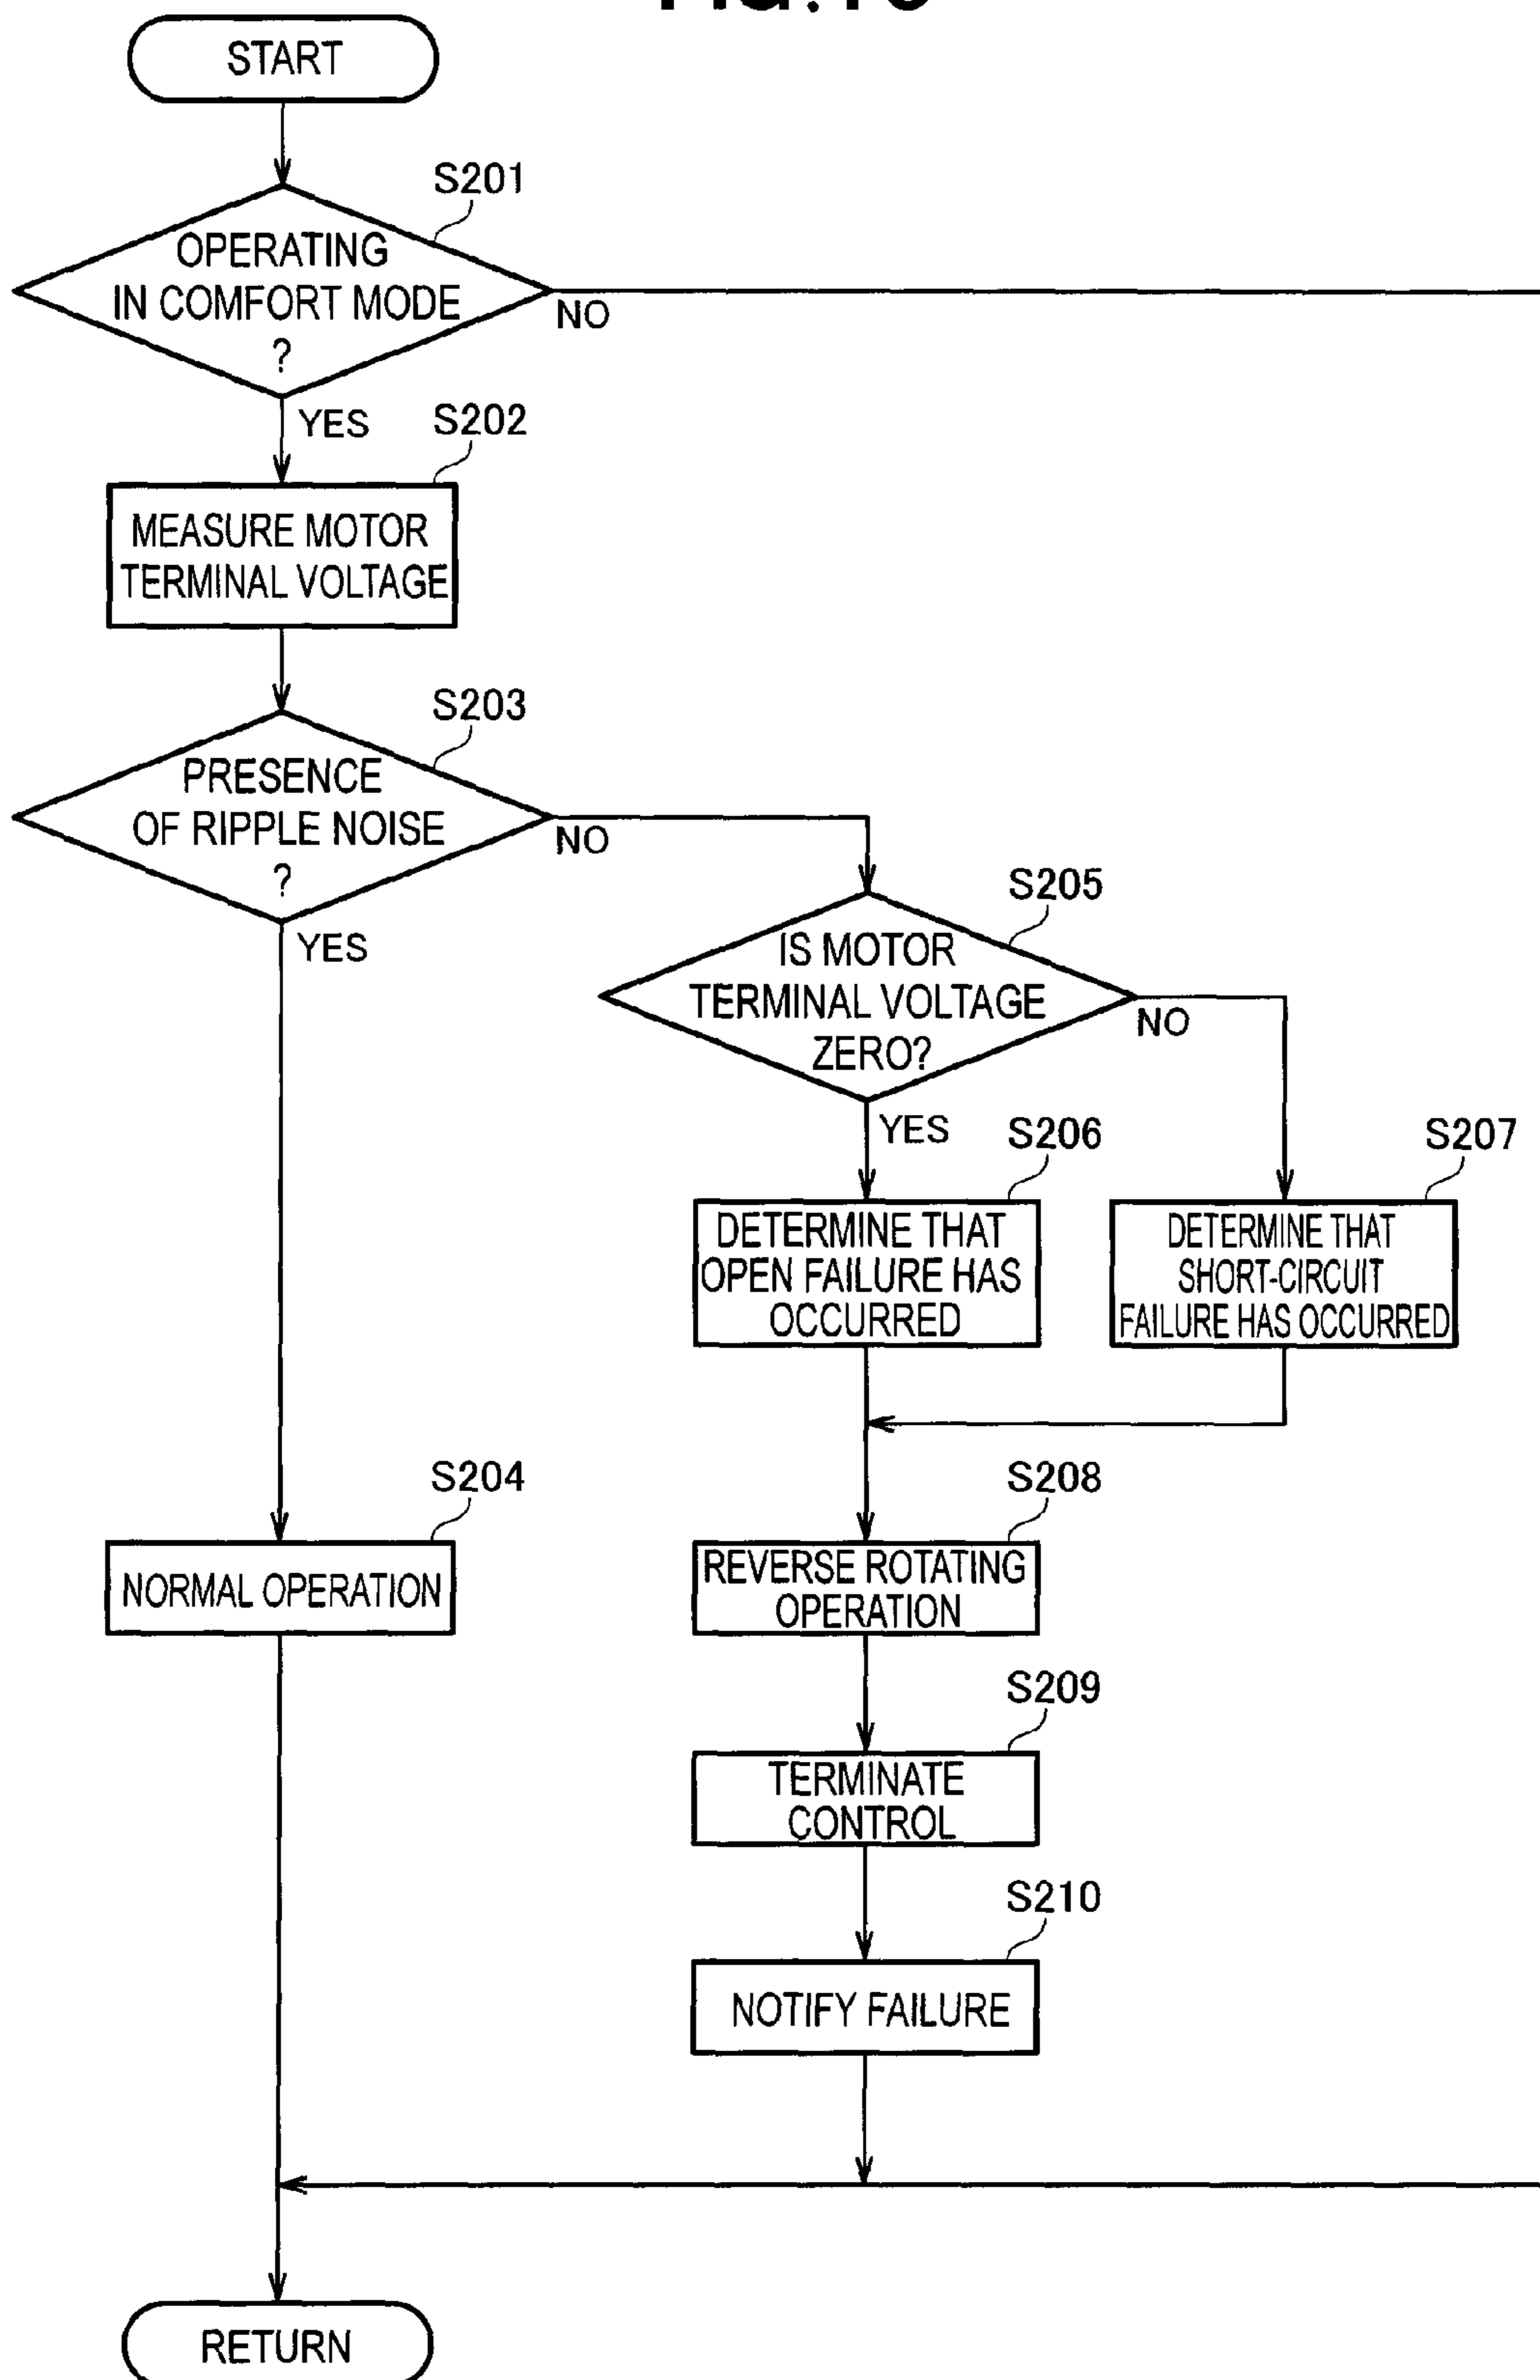 START
S201
OPERATING
IN COMFORT MODE
?
NO
YES
S202
MEASURE MOTOR
TERMINAL VOLTAGE
S203
PRESENCE
OF RIPPLE NOISE
?
NO
YES
S205
IS MOTOR
TERMINAL VOLTAGE
ZERO?
NO
YES
S206
DETERMINE THAT
OPEN FAILURE HAS
OCCURRED
S207
DETERMINE THAT
SHORT-CIRCUIT
FAILURE HAS OCCURRED
S204
NORMAL OPERATION
S208
REVERSE ROTATING
OPERATION
S209
TERMINATE
CONTROL
S210
NOTIFY FAILURE
RETURN